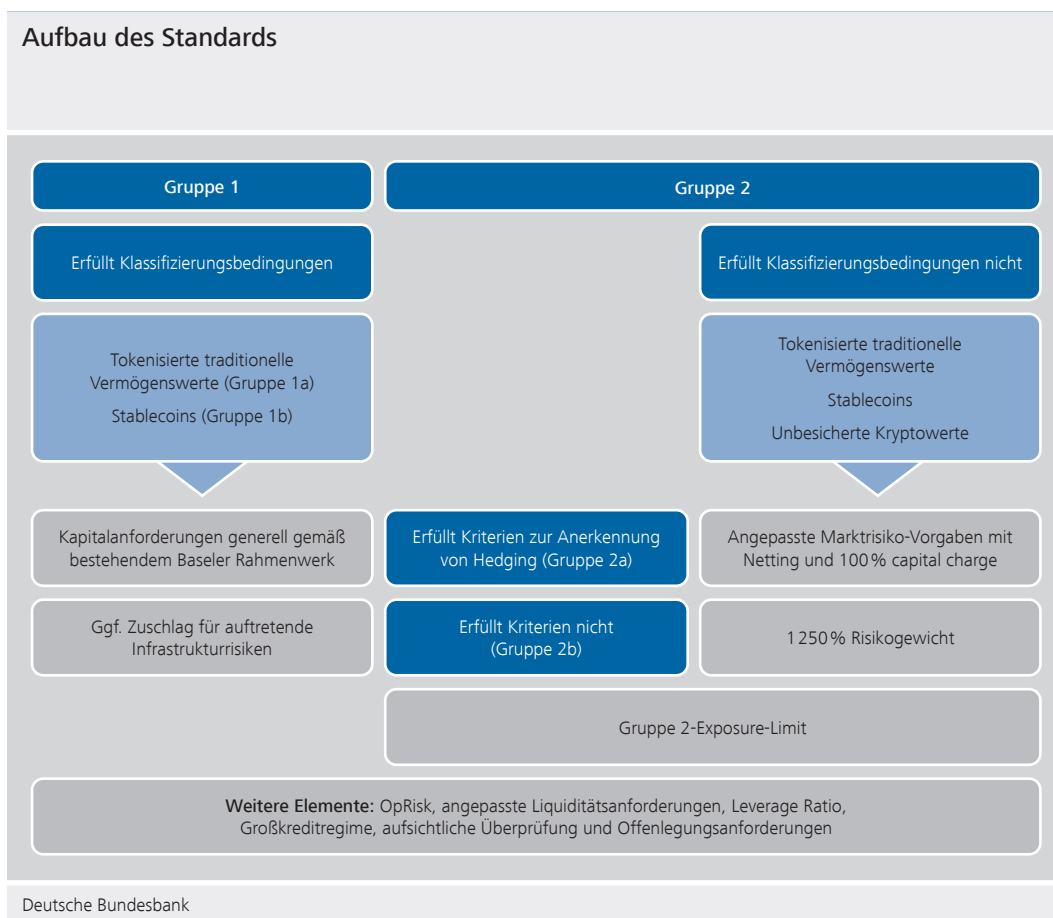 Aufbau des Standards
Gruppe 1
Gruppe 2
Erfüllt Klassifizierungsbedingungen
Erfüllt Klassifizierungsbedingungen nicht
Tokenisierte traditionelle
Vermögenswerte (Gruppe 1a)
Stablecoins (Gruppe 1b)
Tokenisierte traditionelle
Vermögenswerte
Stablecoins
Unbesicherte Kryptowerte
Kapitalanforderungen generell gemäß
bestehendem Baseler Rahmenwerk
Erfüllt Kriterien zur Anerkennung
von Hedging (Gruppe 2a)
Angepasste Marktrisiko-Vorgaben mit
Netting und 100 % capital charge
Ggf. Zuschlag für auftretende
Infrastrukturrisiken
Erfüllt Kriterien nicht
(Gruppe 2b)
1 250 % Risikogewicht
Gruppe 2-Exposure-Limit
Weitere Elemente: OpRisk, angepasste Liquiditätsanforderungen, Leverage Ratio,
Großkreditregime, aufsichtliche Überprüfung und Offenlegungsanforderungen
Deutsche Bundesbank